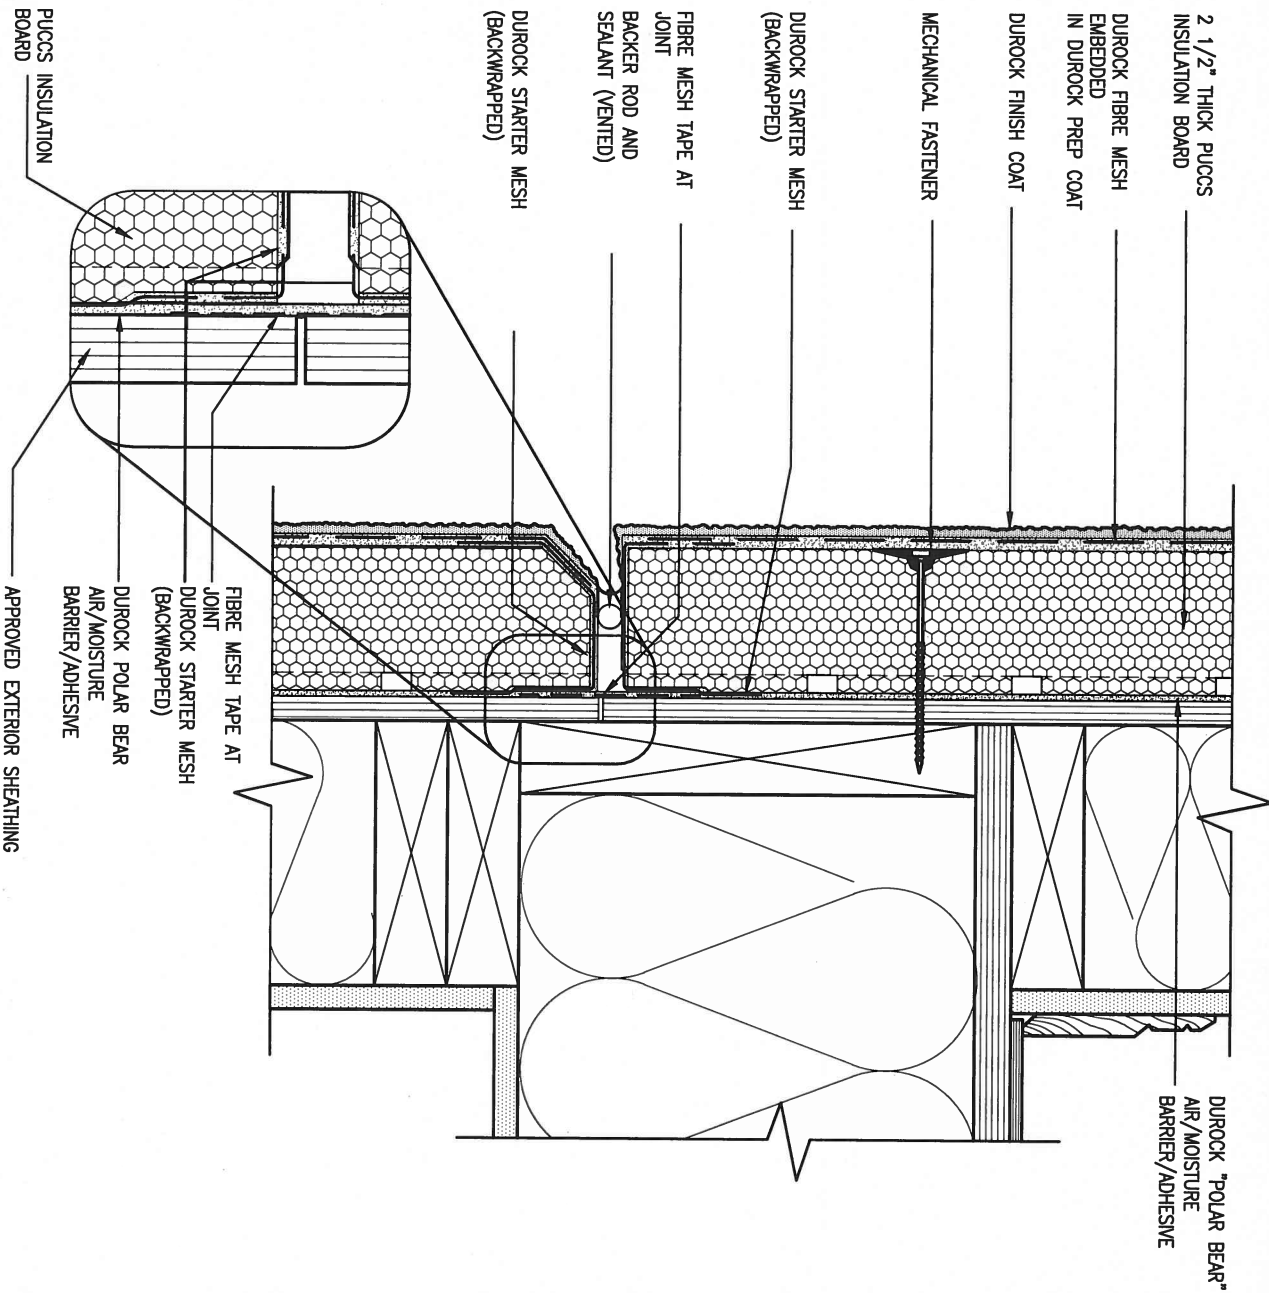 2 1/2" THICK PUCCS
INSULATION BOARD
DUROCK FIBRE MESH
EMBEDDED
IN DUROCK PREP COAT
DUROCK FINISH COAT
MECHANICAL FASTENER
DUROCK STARTER MESH
(BACKWRAPPED)
FIBRE MESH TAPE AT
JOINT
BACKER ROD AND
SEALANT (VENTED)
DUROCK STARTER MESH
(BACKWRAPPED)
PUCCS INSULATION
BOARD
DUROCK "POLAR BEAR"
AIR/MOISTURE
BARRIER/ADHESIVE
FIBRE MESH TAPE AT
JOINT
DUROCK STARTER MESH
(BACKWRAPPED)
DUROCK POLAR BEAR
AIR/MOISTURE
BARRIER/ADHESIVE
APPROVED EXTERIOR SHEATHING